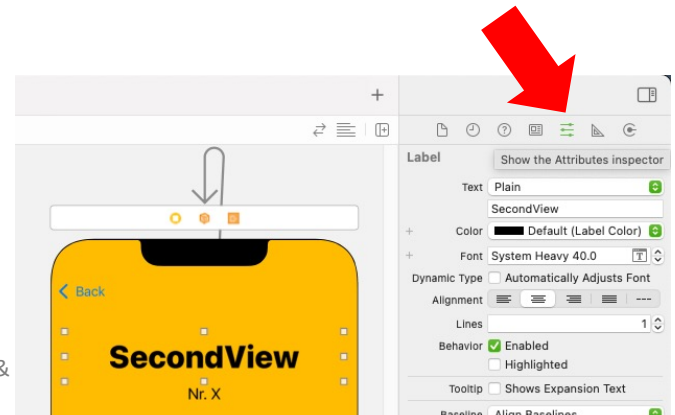 Label
Show the Attributes inspector
Text Plain
SecondView
+ Color Default (Label Color)
+ Font System Heavy 40.0 T
Dynamic Type Automatically Adjusts Font
Alignment
Lines 1
Behavior Enabled
Highlighted
Tooltip Shows Expansion Text
Baseline Align Baselines
Back
SecondView
Nr. X
&